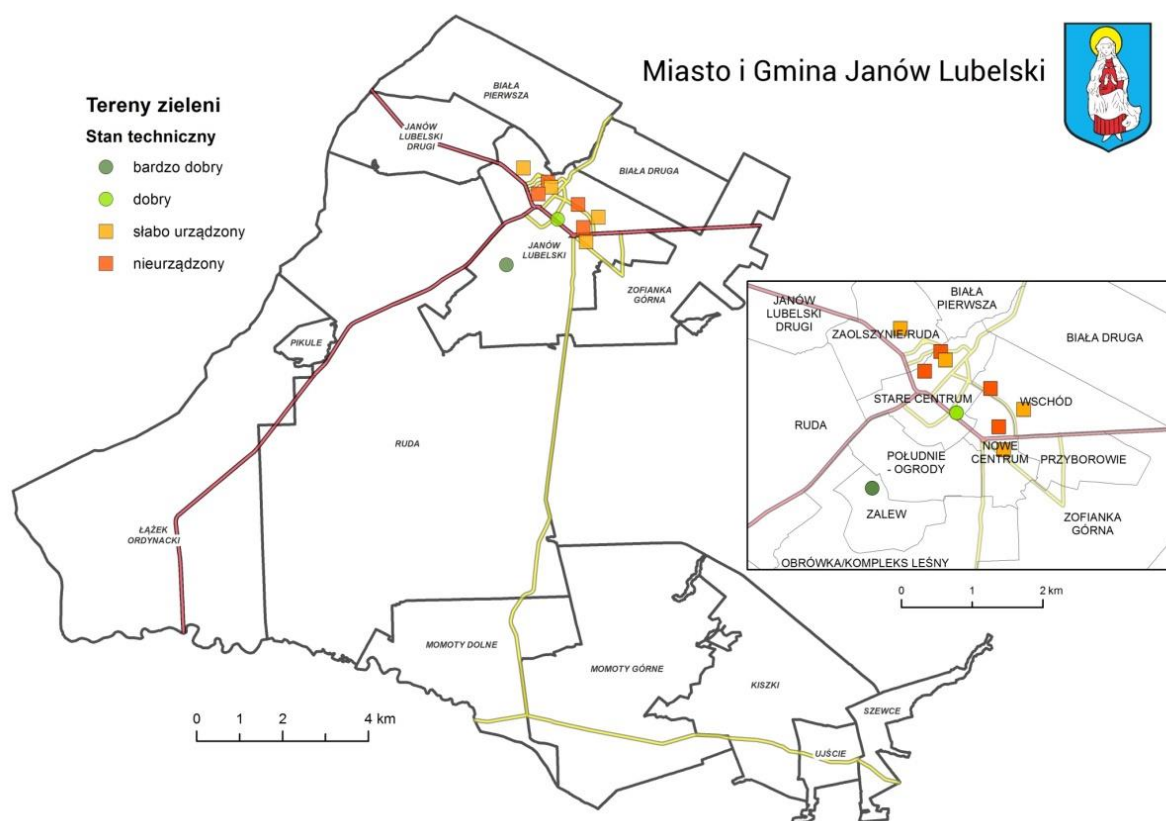 Miasto i Gmina Janów Lubelski
Tereny zieleni
Stan techniczny
bardzo dobry
dobry
słabo urządzony
nieurządzony
BIAŁA
PIERWSZA
JANÓW
LUBELSKI
DRUGI
BIAŁA DRUGA
JANÓW
LUBELSKI
ZOFIANKA
GÓRNA
PIKULE
RUDA
ŁĄŻEK
ORDYNACKI
MOMOTY DOLNE
MOMOTY GÓRNE
KISZKI
SZEWCE
UJŚCIE
0 2 4 km
JANÓW
LUBELSKI
DRUGI
BIAŁA
PIERWSZA
ZAOLSZYNIE/RUDA
BIAŁA DRUGA
STARE CENTRUM
WSCHÓD
RUDA
POŁUDNIE
- OGRODY
NOWE
CENTRUM
PRZYBOROWIE
ZALEW
ZOFIANKA
GÓRNA
OBRÓWKA/KOMPLEKS LEŚNY
0 1 2 km